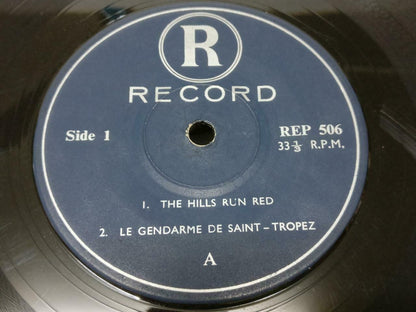 R
RECORD
Side 1 REP 506
33⅓ R.P.M.
1. THE HILLS RUN RED
2. LE GENDARME DE SAINT-TROPEZ
A